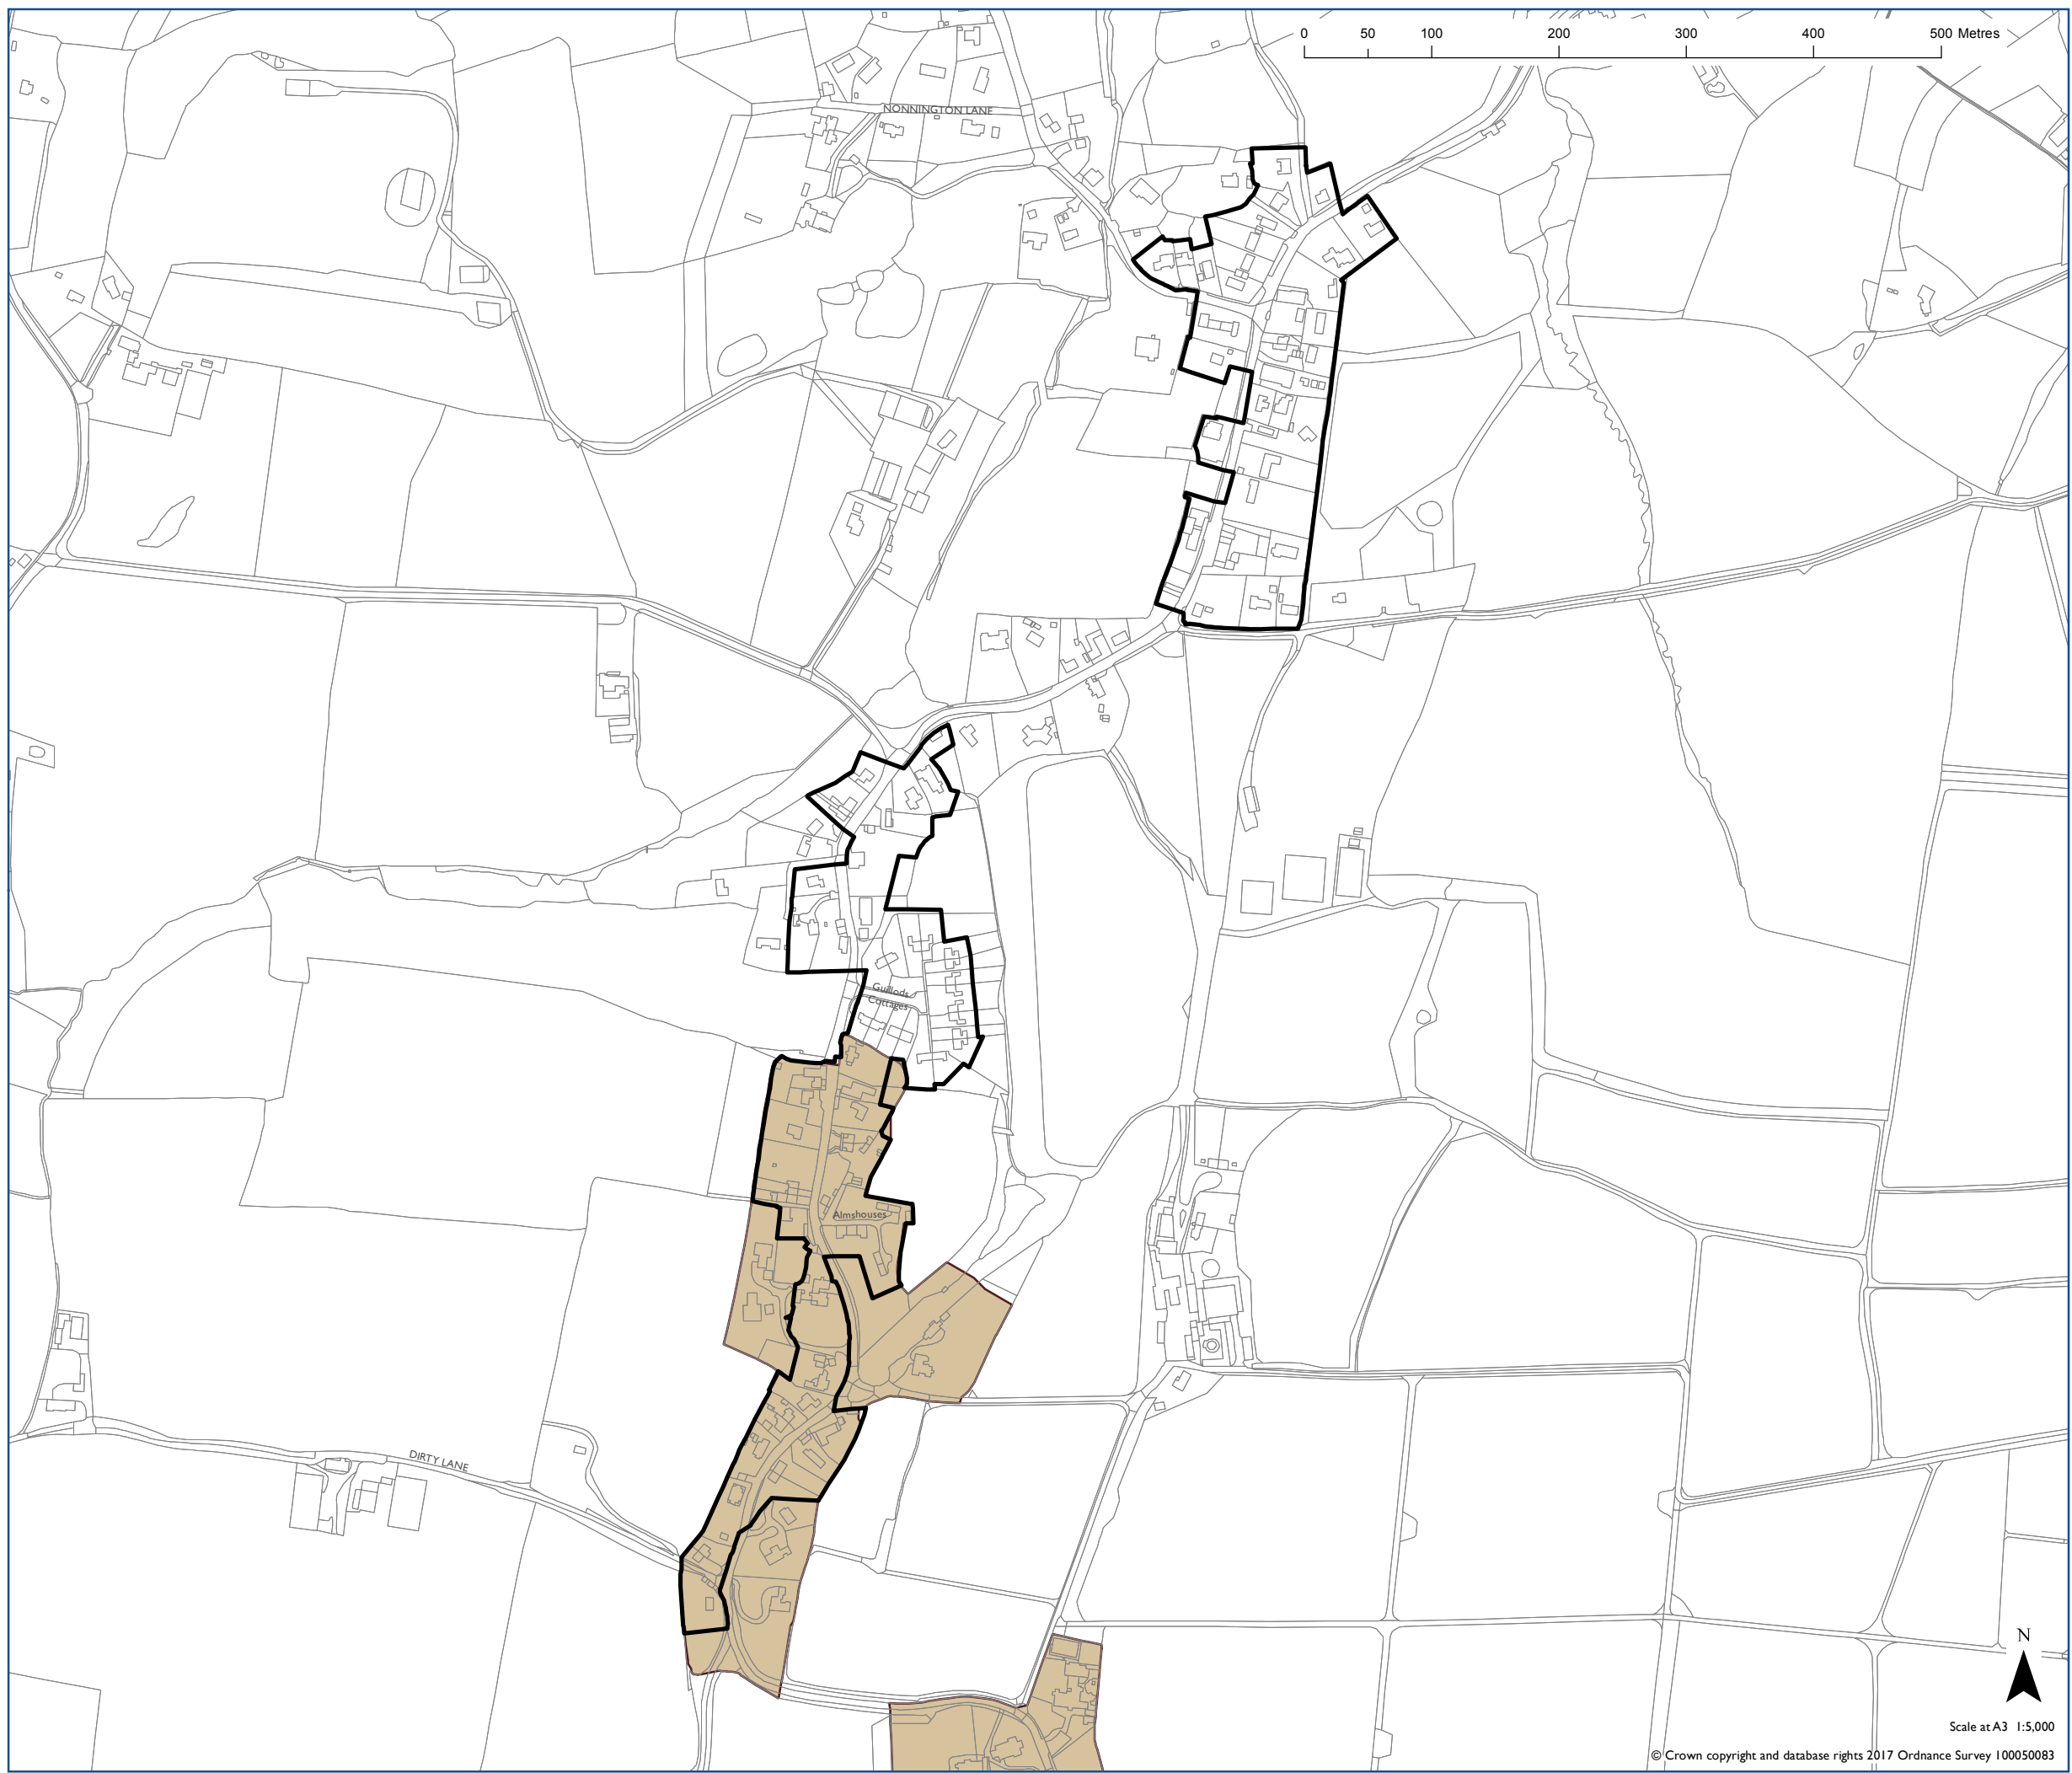 0 50 100 200 300 400 500 Metres
NONNINGTON LANE
Guillods
Cottages
Almshouses
DIRTY LANE
N
Scale at A3 1:5,000
© Crown copyright and database rights 2017 Ordnance Survey 100050083